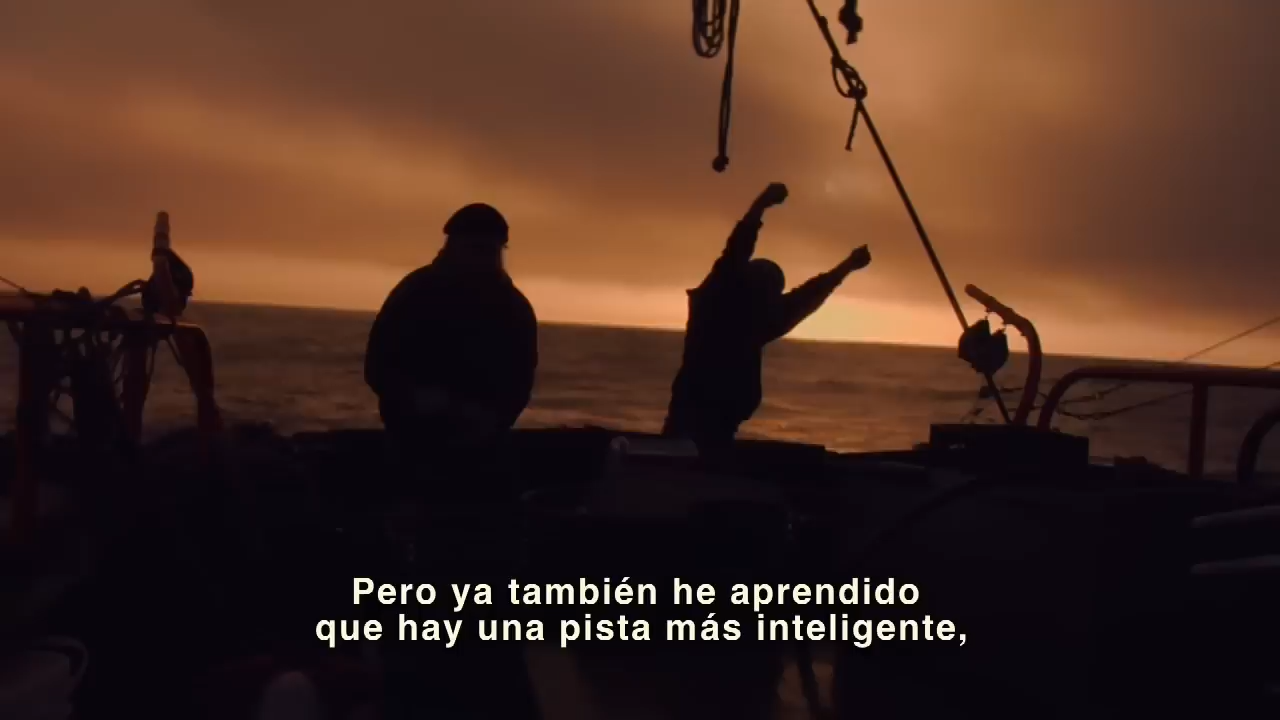 Pero ya también he aprendido
que hay una pista más inteligente,